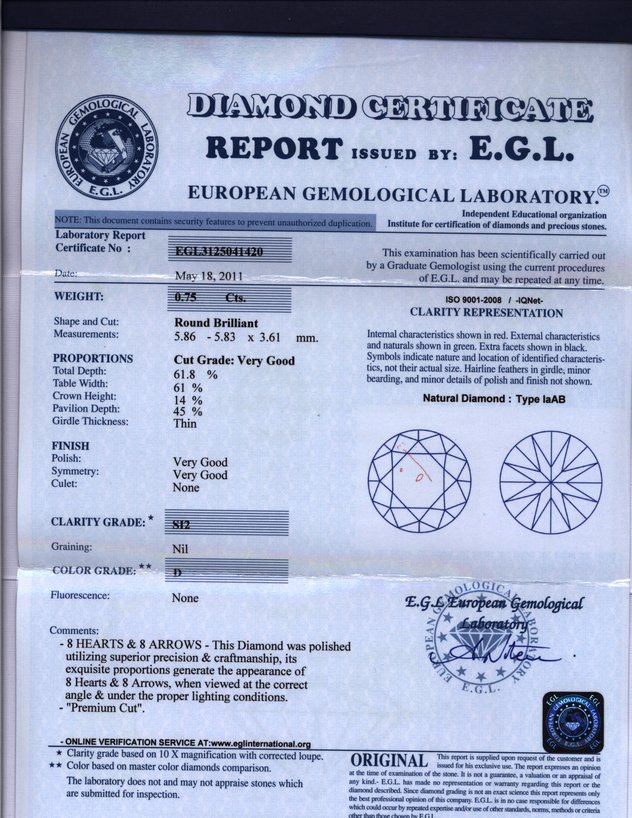 EUROPEAN GEMOLOGICAL LABORATORY
E.G.L.
DIAMOND CERTIFICATE
REPORT ISSUED BY: E.G.L.
EUROPEAN GEMOLOGICAL LABORATORY.™
Independent Educational organization
Institute for certification of diamonds and precious stones.
NOTE: This document contains security features to prevent unauthorized duplication.
Laboratory Report
Certificate No : EGL3125041420
Date: May 18, 2011
This examination has been scientifically carried out
by a Graduate Gemologist using the current procedures
of E.G.L. and may be repeated at any time.
WEIGHT: 0.75 Cts.
Shape and Cut: Round Brilliant
Measurements: 5.86 - 5.83 x 3.61 mm.
PROPORTIONS Cut Grade: Very Good
Total Depth: 61.8 %
Table Width: 61 %
Crown Height: 14 %
Pavilion Depth: 45 %
Girdle Thickness: Thin
FINISH
Polish: Very Good
Symmetry: Very Good
Culet: None
CLARITY GRADE: * SI2
Graining: Nil
COLOR GRADE: ** D
Fluorescence: None
ISO 9001-2008 / -IQNet-
CLARITY REPRESENTATION
Internal characteristics shown in red. External characteristics
and naturals shown in green. Extra facets shown in black.
Symbols indicate nature and location of identified characteris-
tics, not their actual size. Hairline feathers in girdle, minor
bearding, and minor details of polish and finish not shown.
Natural Diamond : Type IaAB
E.G.L European Gemological
Laboratory
EUROPEAN GEMOLOGICAL LABORATORY
E.G.L.
Comments:
- 8 HEARTS & 8 ARROWS - This Diamond was polished
utilizing superior precision & craftmanship, its
exquisite proportions generate the appearance of
8 Hearts & 8 Arrows, when viewed at the correct
angle & under the proper lighting conditions.
- "Premium Cut".
- ONLINE VERIFICATION SERVICE AT:www.eglinternational.org
* Clarity grade based on 10 X magnification with corrected loupe.
** Color based on master color diamonds comparison.
The laboratory does not and may not appraise stones which
are submitted for inspection.
EGL EGL
E.G.L.
EGL EGL
ORIGINAL This report is supplied upon request of the customer and is
issued for his exclusive use. The report expresses an opinion
at the time of examination of the stone. It is not a guarantee, a valuation or an appraisal of
any kind.- E.G.L. has made no representation or warranty regarding this report or the
diamond described. Since diamond grading is not an exact science this report represents only
the best professional opinion of this company. E.G.L. is in no case responsible for differences
which could occur by repeated expertise and/or use of other standards, norms, methods or criteria
other than those chosen by E.G.L